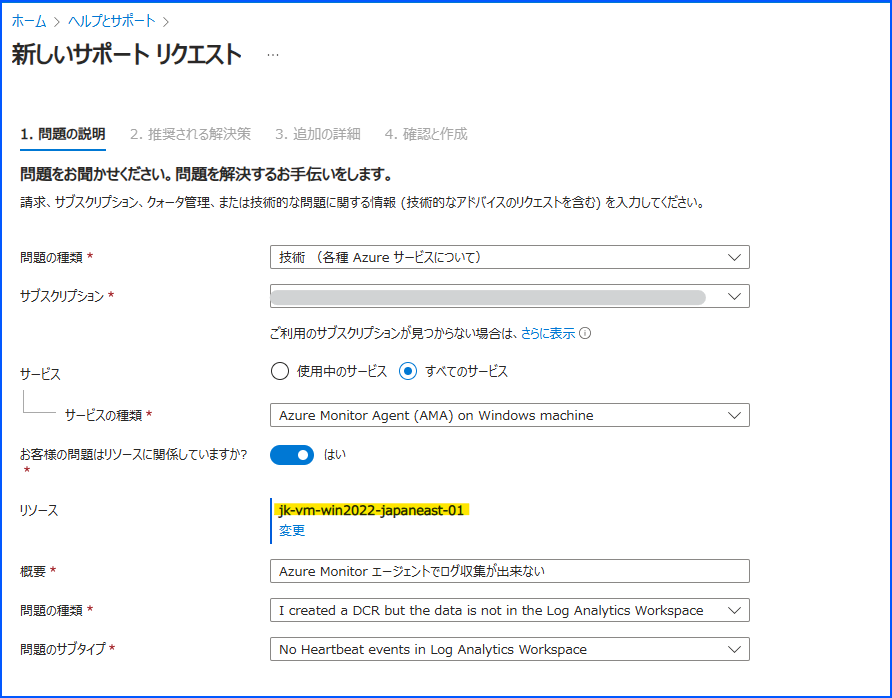 ホーム > ヘルプとサポート >
新しいサポート リクエスト ...
1. 問題の説明 2. 推奨される解決策 3. 追加の詳細 4. 確認と作成
問題をお聞かせください。問題を解決するお手伝いをします。
請求、サブスクリプション、クォータ管理、または技術的な問題に関する情報 (技術的なアドバイスのリクエストを含む) を入力してください。
問題の種類 * 技術 （各種 Azure サービスについて）
サブスクリプション *
ご利用のサブスクリプションが見つからない場合は、さらに表示
サービス 使用中のサービス すべてのサービス
サービスの種類 * Azure Monitor Agent (AMA) on Windows machine
お客様の問題はリソースに関係していますか? はい
*
リソース jk-vm-win2022-japaneast-01
変更
概要 * Azure Monitor エージェントでログ収集が出来ない
問題の種類 * I created a DCR but the data is not in the Log Analytics Workspace
問題のサブタイプ * No Heartbeat events in Log Analytics Workspace